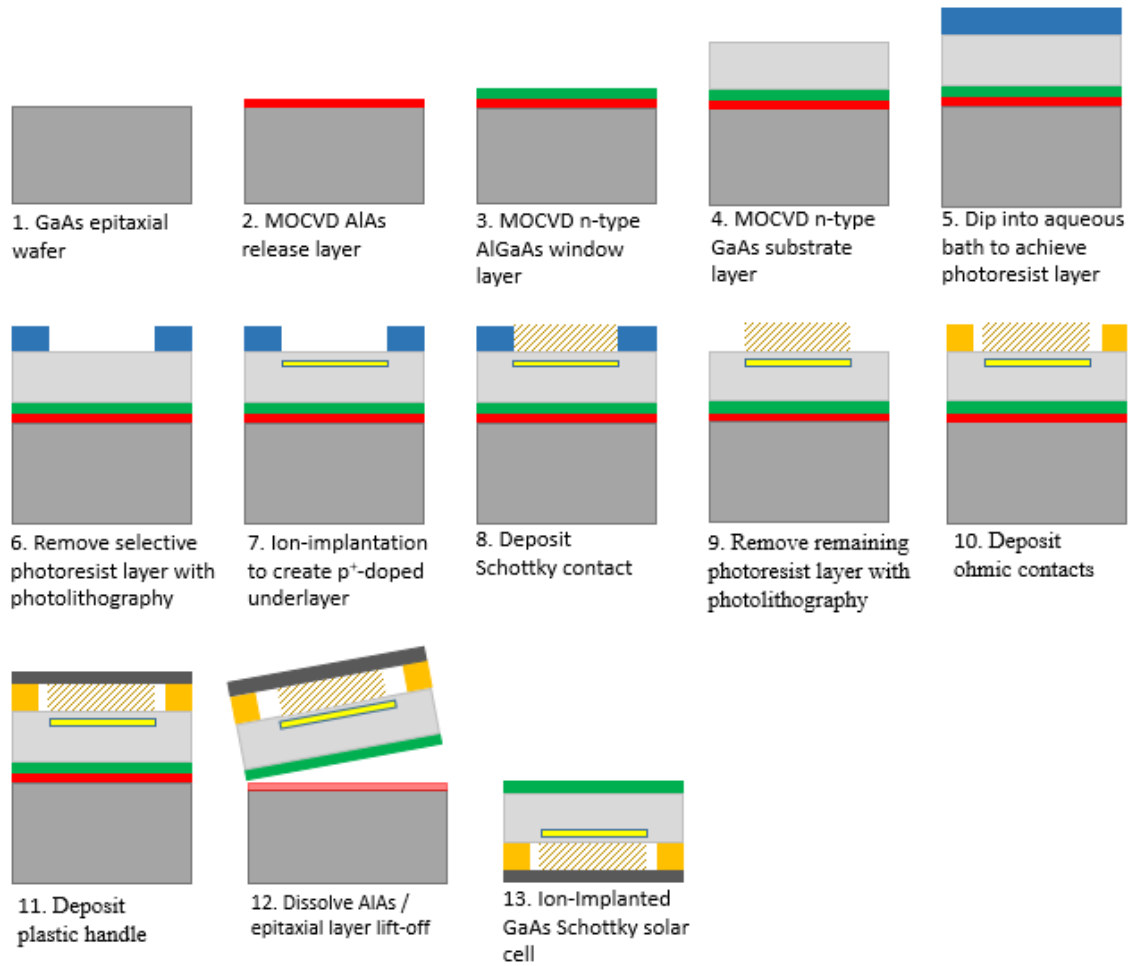 1. GaAs epitaxial
wafer
2. MOCVD AlAs
release layer
3. MOCVD n-type
AlGaAs window
layer
4. MOCVD n-type
GaAs substrate
layer
5. Dip into aqueous
bath to achieve
photoresist layer
6. Remove selective
photoresist layer with
photolithography
7. Ion-implantation
to create p⁺-doped
underlayer
8. Deposit
Schottky contact
9. Remove remaining
photoresist layer with
photolithography
10. Deposit
ohmic contacts
11. Deposit
plastic handle
12. Dissolve AlAs /
epitaxial layer lift-off
13. Ion-Implanted
GaAs Schottky solar
cell